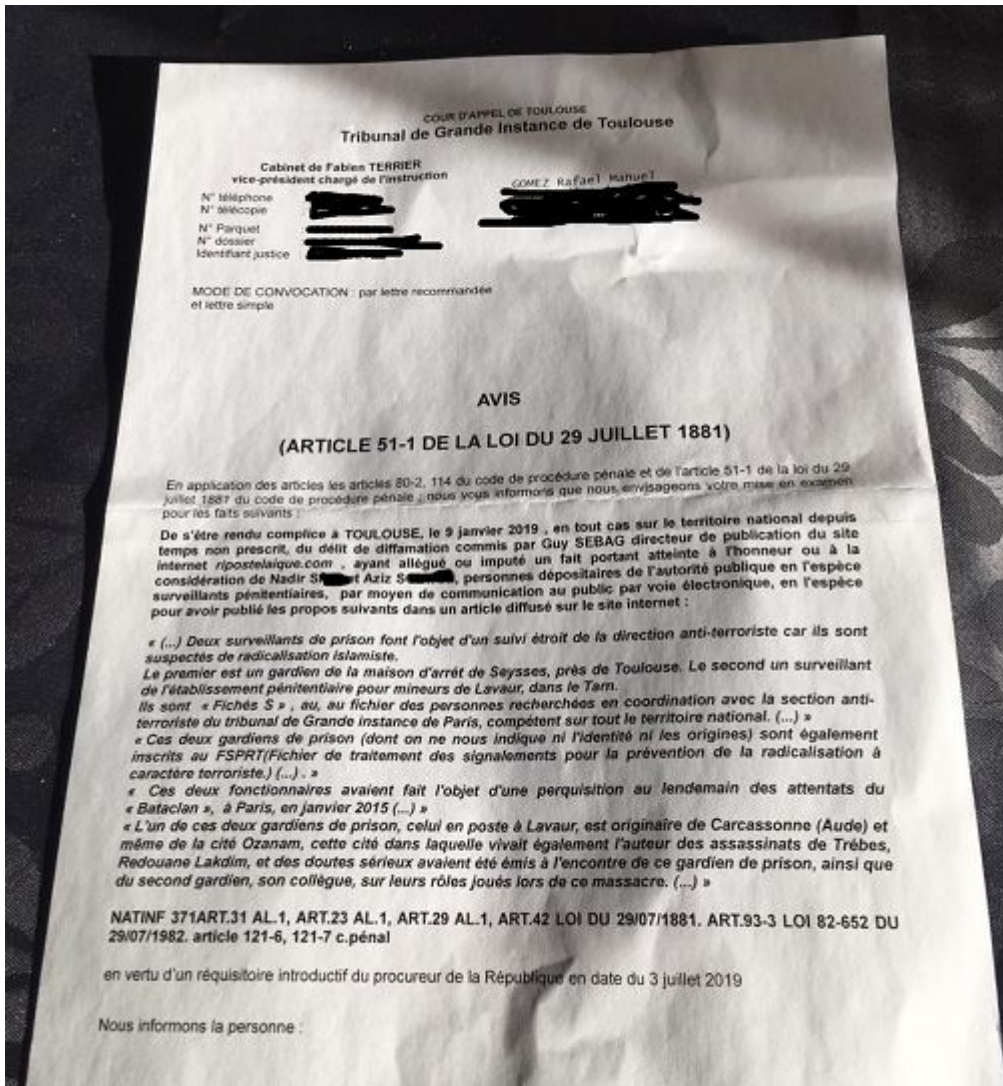 COUR D'APPEL DE TOULOUSE
Tribunal de Grande Instance de Toulouse
Cabinet de Fabien TERRIER
vice-président chargé de l'instruction
GOMEZ Rafael Manuel
N° téléphone
N° télécopie
N° Parquet
N° dossier
Identifiant justice
MODE DE CONVOCATION : par lettre recommandée
et lettre simple
AVIS
(ARTICLE 51-1 DE LA LOI DU 29 JUILLET 1881)
En application des articles les articles 80-2, 114 du code de procédure pénale et de l'article 51-1 de la loi du 29
juillet 1881 du code de procédure pénale , nous vous informons que nous envisageons votre mise en examen
pour les faits suivants :
De s'être rendu complice à TOULOUSE, le 9 janvier 2019 , en tout cas sur le territoire national depuis
temps non prescrit, du délit de diffamation commis par Guy SEBAG directeur de publication du site
internet ripostelaique.com , ayant allégué ou imputé un fait portant atteinte à l'honneur ou à la
considération de Nadir S t Aziz S , personnes dépositaires de l'autorité publique en l'espèce
surveillants pénitentiaires, par moyen de communication au public par voie électronique, en l'espèce
pour avoir publié les propos suivants dans un article diffusé sur le site internet :
« (...) Deux surveillants de prison font l'objet d'un suivi étroit de la direction anti-terroriste car ils sont
suspectés de radicalisation islamiste.
Le premier est un gardien de la maison d'arrêt de Seysses, près de Toulouse. Le second un surveillant
de l'établissement pénitentiaire pour mineurs de Lavaur, dans le Tarn.
Ils sont « Fichés S » , au, au fichier des personnes recherchées en coordination avec la section anti-
terroriste du tribunal de Grande instance de Paris, compétent sur tout le territoire national. (...) »
« Ces deux gardiens de prison (dont on ne nous indique ni l'identité ni les origines) sont également
inscrits au FSPRT(Fichier de traitement des signalements pour la prévention de la radicalisation à
caractère terroriste.) (...) . »
« Ces deux fonctionnaires avaient fait l'objet d'une perquisition au lendemain des attentats du
« Bataclan », à Paris, en janvier 2015 (...) »
« L'un de ces deux gardiens de prison, celui en poste à Lavaur, est originaire de Carcassonne (Aude) et
même de la cité Ozanam, cette cité dans laquelle vivait également l'auteur des assassinats de Trèbes,
Redouane Lakdim, et des doutes sérieux avaient été émis à l'encontre de ce gardien de prison, ainsi que
du second gardien, son collègue, sur leurs rôles joués lors de ce massacre. (...) »
NATINF 371ART.31 AL.1, ART.23 AL.1, ART.29 AL.1, ART.42 LOI DU 29/07/1881. ART.93-3 LOI 82-652 DU
29/07/1982. article 121-6, 121-7 c.pénal
en vertu d'un réquisitoire introductif du procureur de la République en date du 3 juillet 2019
Nous informons la personne :